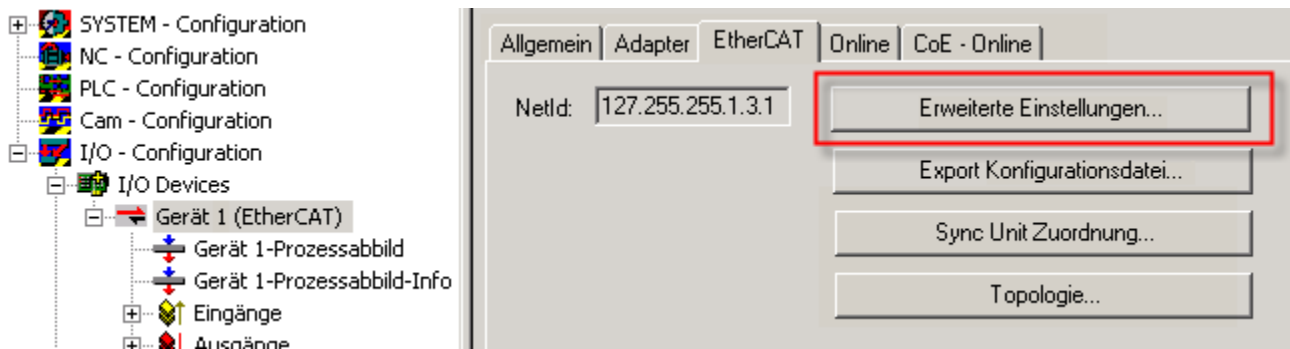 SYSTEM - Configuration
NC - Configuration
PLC - Configuration
Cam - Configuration
I/O - Configuration
I/O Devices
Gerät 1 (EtherCAT)
Gerät 1-Prozessabbild
Gerät 1-Prozessabbild-Info
Eingänge
Ausgänge
Allgemein Adapter EtherCAT Online CoE - Online
NetId: 127.255.255.1.3.1
Erweiterte Einstellungen...
Export Konfigurationsdatei...
Sync Unit Zuordnung...
Topologie...